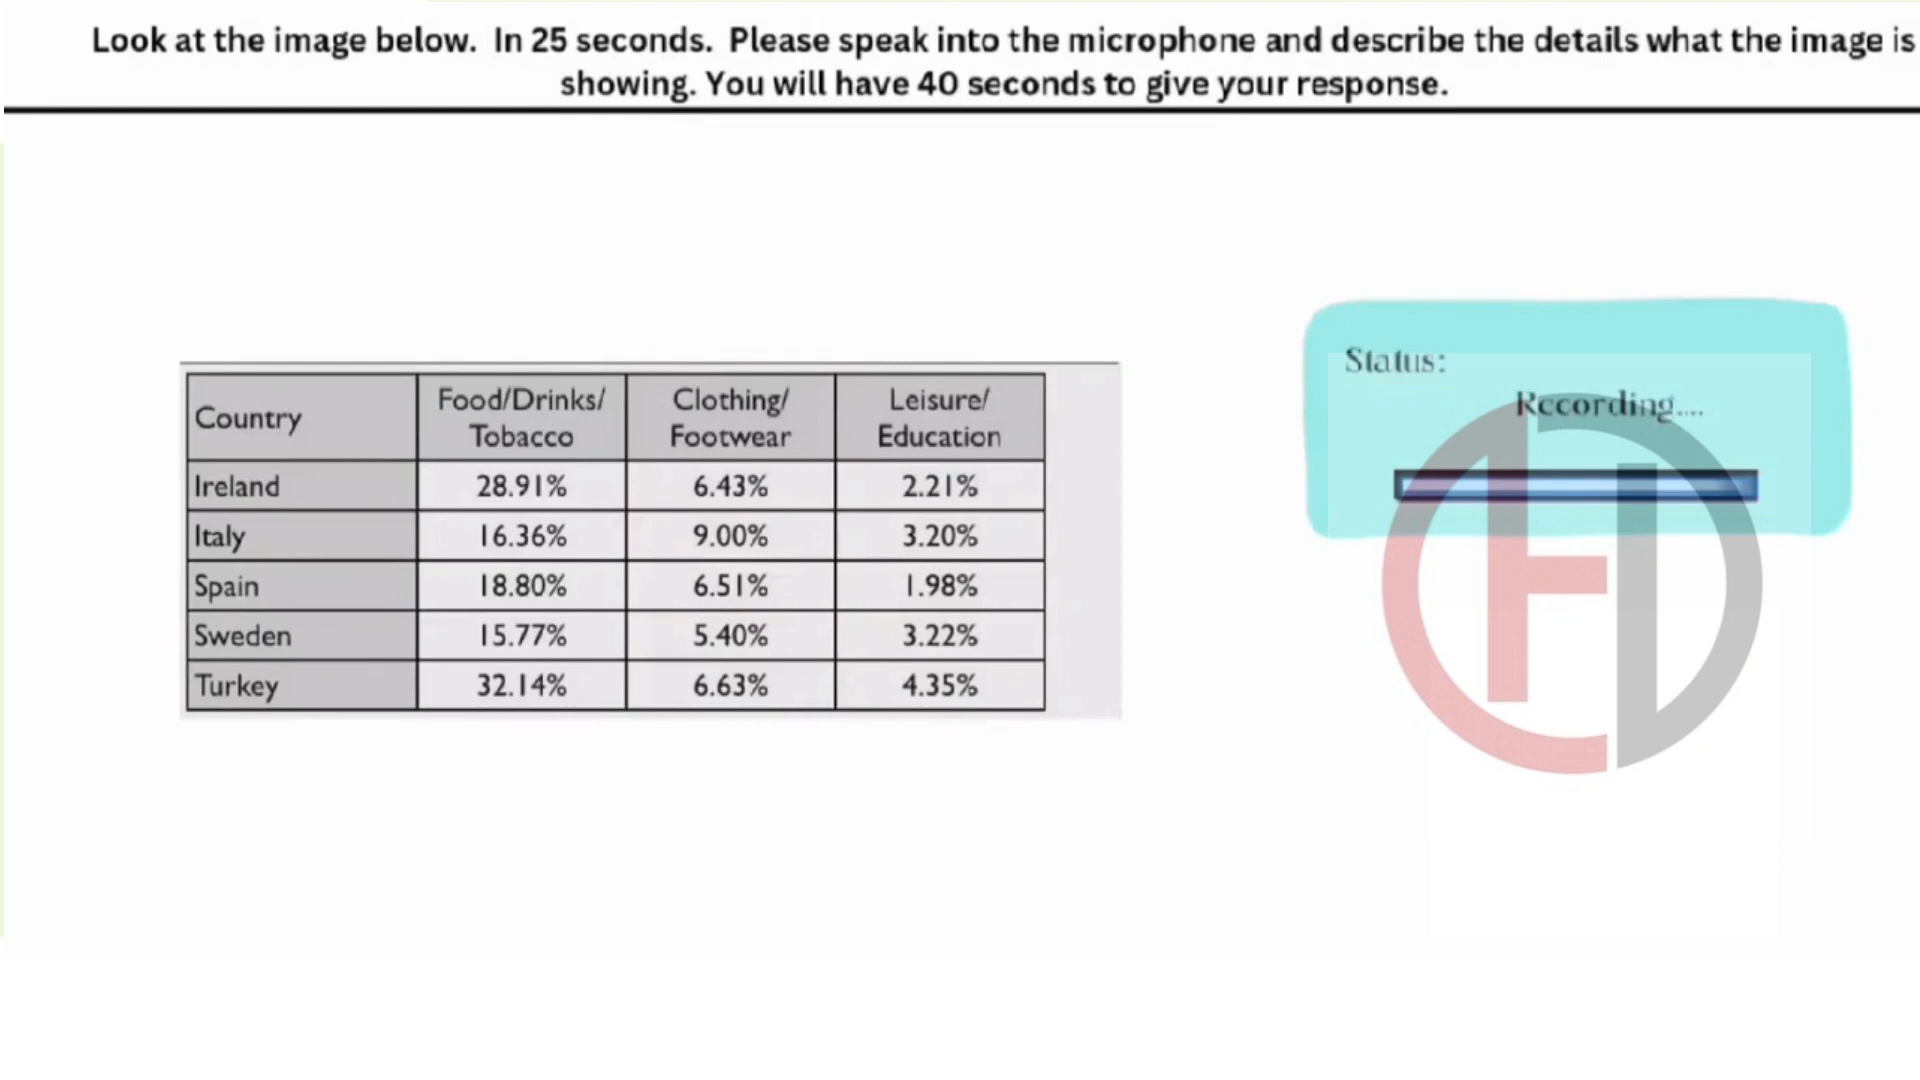 Look at the image below. In 25 seconds. Please speak into the microphone and describe the details what the image is
showing. You will have 40 seconds to give your response.
Country Food/Drinks/ Tobacco Clothing/ Footwear Leisure/ Education
Ireland 28.91% 6.43% 2.21%
Italy 16.36% 9.00% 3.20%
Spain 18.80% 6.51% 1.98%
Sweden 15.77% 5.40% 3.22%
Turkey 32.14% 6.63% 4.35%
Status:
Recording....